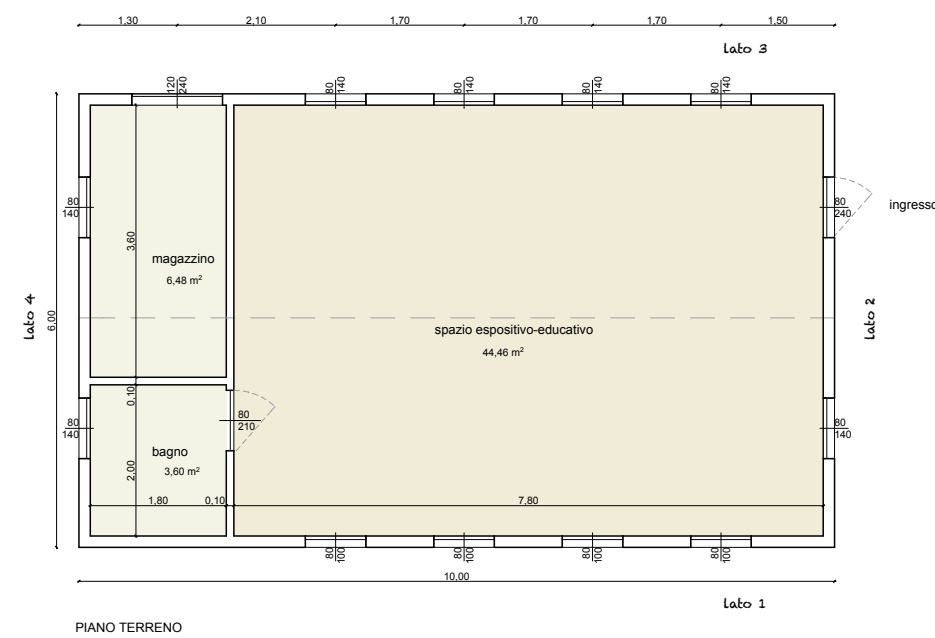 1,30 2,10 1,70 1,70 1,70 1,50
lato 3
120 240 80 140 80 140 80 140 80 140
80
140
80
240
ingresso
3,60
magazzino
6,48 m²
lato 4
6,00
lato 2
spazio espositivo-educativo
44,46 m²
0,10
80
140
80
210
80
140
bagno
3,60 m²
2,00
1,80 0,10 7,80
80 100 80 100 80 100 80 100
10,00
lato 1
PIANO TERRENO